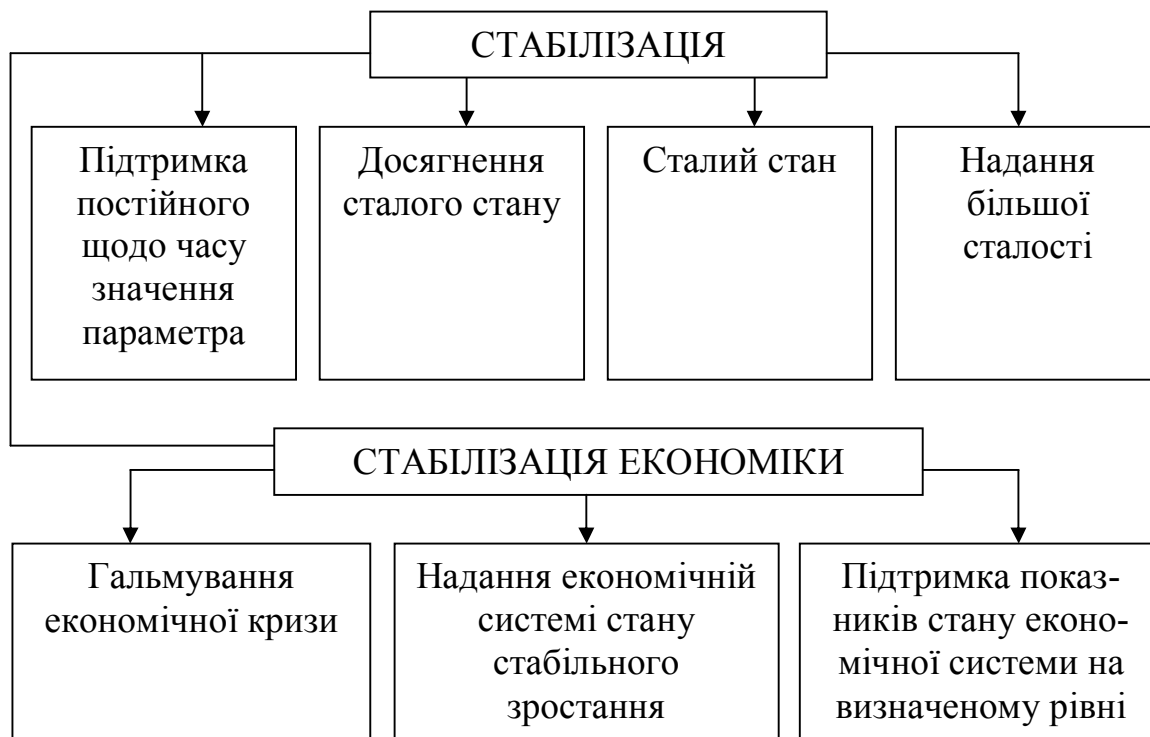 СТАБІЛІЗАЦІЯ
Підтримка
постійного
щодо часу
значення
параметра
Досягнення
сталого стану
Сталий стан
Надання
більшої
сталості
СТАБІЛІЗАЦІЯ ЕКОНОМІКИ
Гальмування
економічної кризи
Надання економічній
системі стану
стабільного
зростання
Підтримка показ-
ників стану еконо-
мічної системи на
визначеному рівні